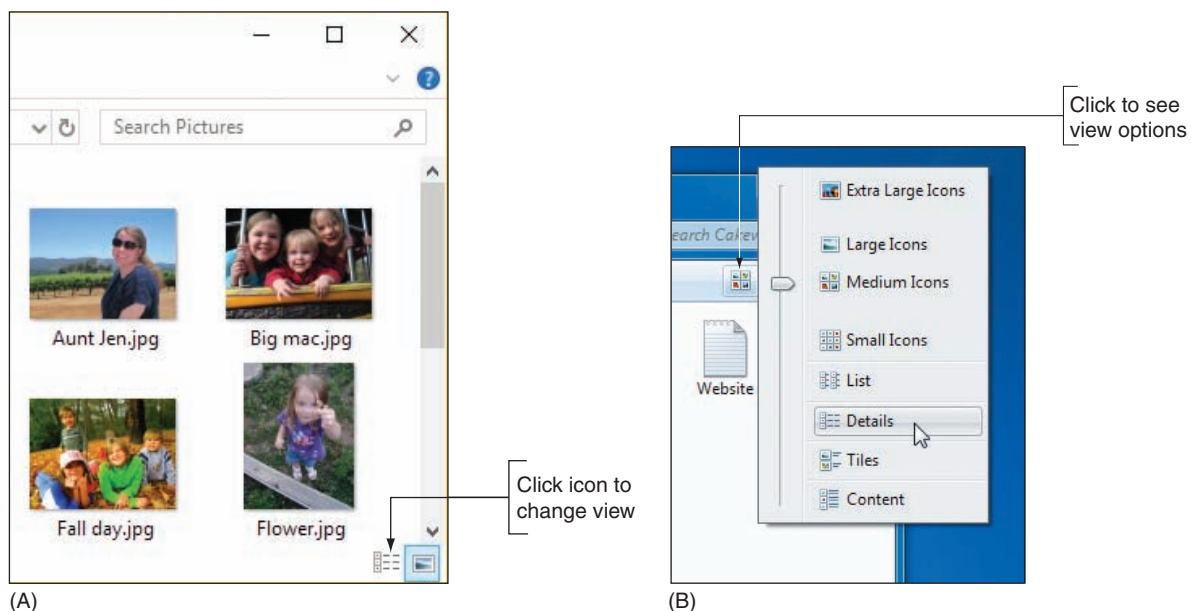 Search Pictures
Aunt Jen.jpg
Big mac.jpg
Fall day.jpg
Flower.jpg
Click icon to
change view
(A)
Click to see
view options
earch Cakew
Extra Large Icons
Large Icons
Medium Icons
Small Icons
List
Details
Tiles
Content
Website
(B)